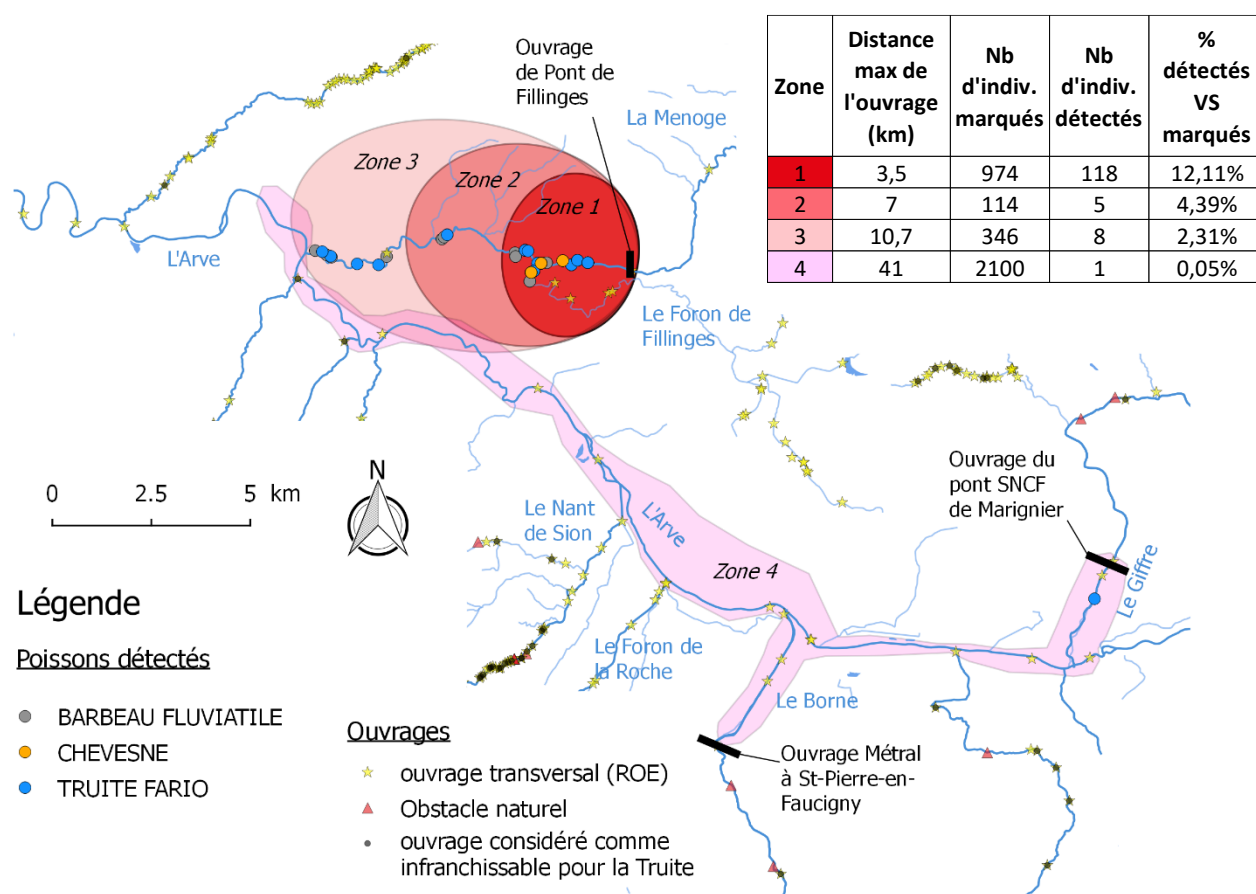 Ouvrage
de Pont de
Fillinges
La Menoge
Zone 3
Zone 2
Zone 1
L'Arve
Le Foron de
Fillinges
Zone
Distance
max de
l'ouvrage
(km)
Nb
d'indiv.
marqués
Nb
d'indiv.
détectés
%
détectés
VS
marqués
1 3,5 974 118 12,11%
2 7 114 5 4,39%
3 10,7 346 8 2,31%
4 41 2100 1 0,05%
0 2.5 5 km
N
Ouvrage du
pont SNCF
de Marignier
Le Nant
de Sion
L'Arve
Zone 4
Le Giffre
Le Foron de
la Roche
Le Borne
Ouvrage Métral
à St-Pierre-en-
Faucigny
Légende
Poissons détectés
BARBEAU FLUVIATILE
CHEVESNE
TRUITE FARIO
Ouvrages
ouvrage transversal (ROE)
Obstacle naturel
ouvrage considéré comme
infranchissable pour la Truite